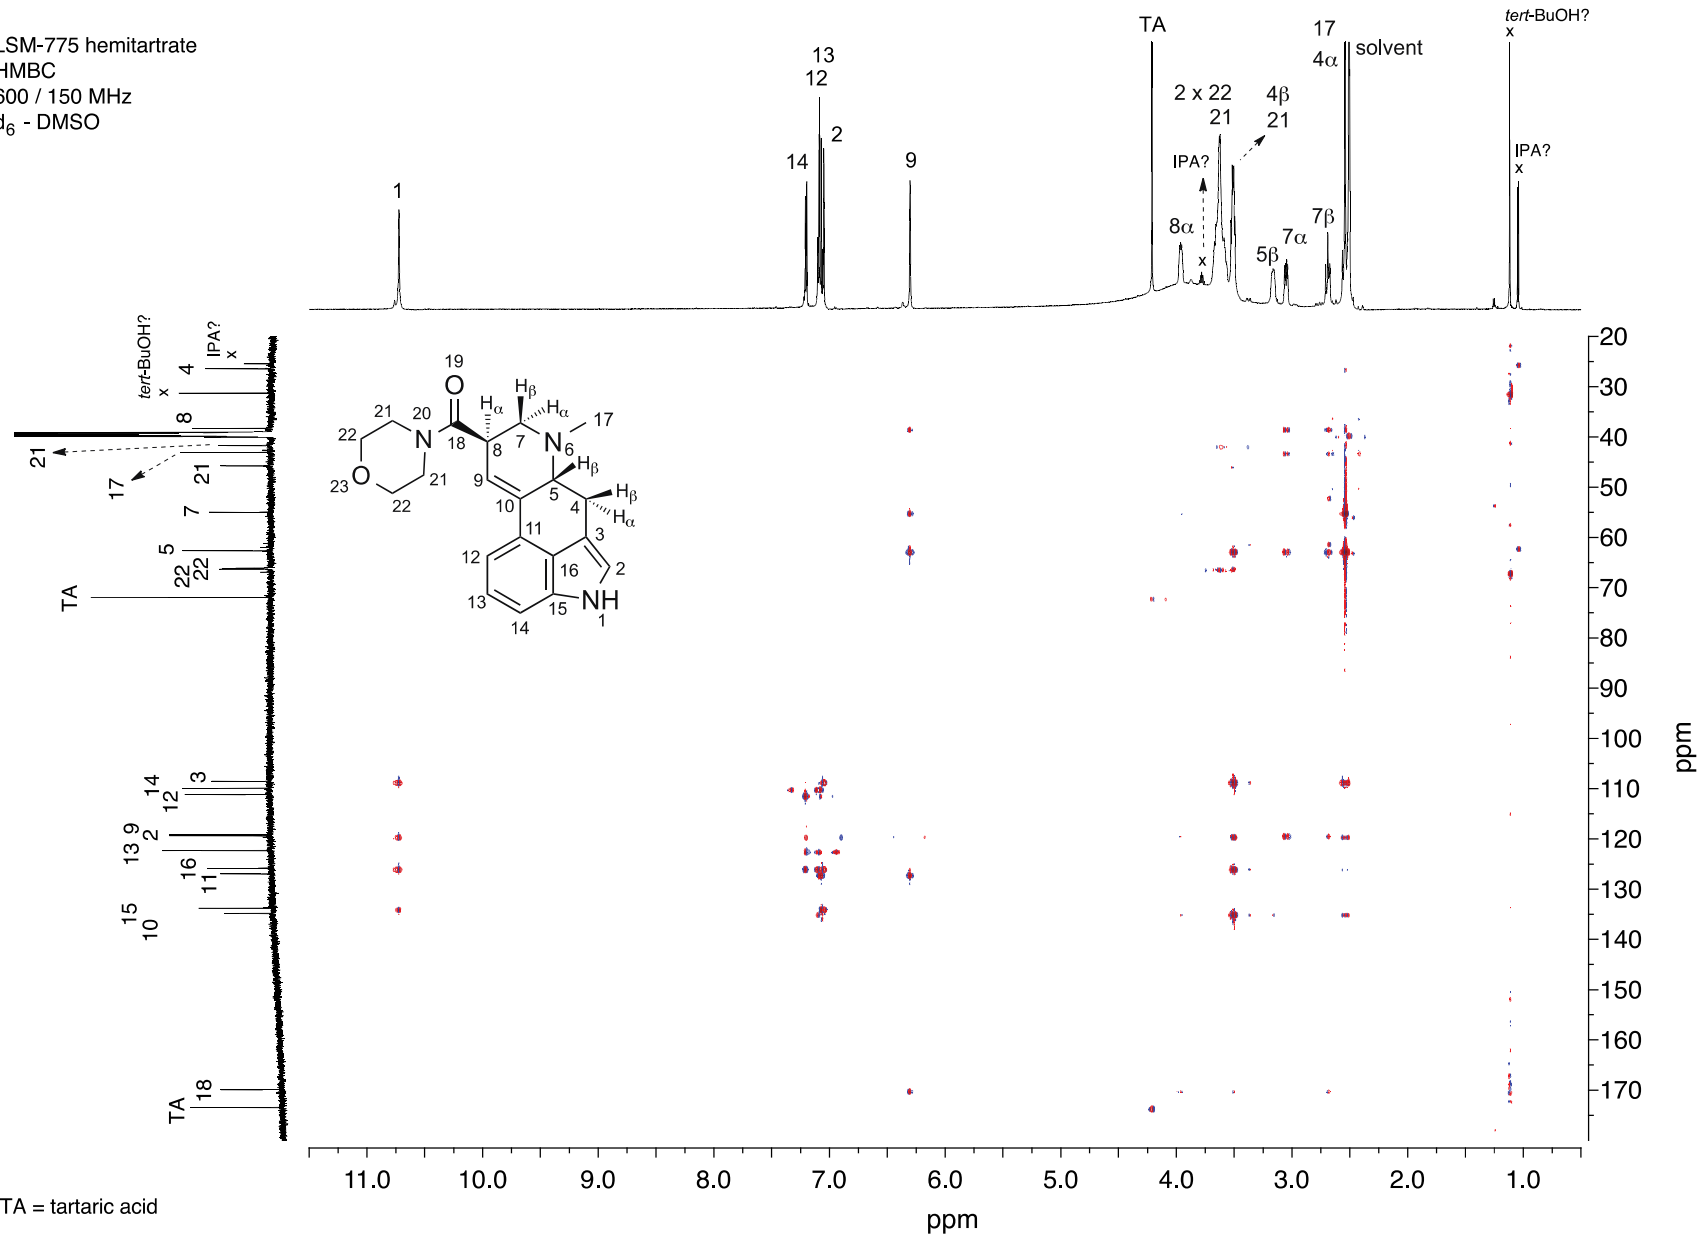 LSM-775 hemitartrate
HMBC
600 / 150 MHz
d6 - DMSO
TA
17
4α
solvent
tert-BuOH?
x
13
12
2
14
1
9
2 x 22
21
4β
21
IPA?
x
8α
5β
7α
7β
IPA?
x
tert-BuOH?
x
IPA?
x
4
8
21
17
21
7
5
22
22
TA
14
3
12
13
9
2
16
11
15
10
18
TA
19
O
Hβ
Hα
Hα
17
21
20
22
N
18
8
7
N
6
Hβ
O
23
21
9
5
Hβ
22
10
4
Hα
11
3
12
16
2
13
15
NH
14
1
20
30
40
50
60
70
80
90
100
110
120
130
140
150
160
170
ppm
11.0 10.0 9.0 8.0 7.0 6.0 5.0 4.0 3.0 2.0 1.0
ppm
TA = tartaric acid